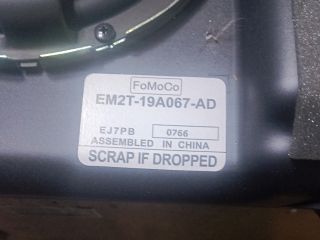 FoMoCo
EM2T-19A067-AD
EJ7PB 0766
ASSEMBLED IN CHINA
SCRAP IF DROPPED